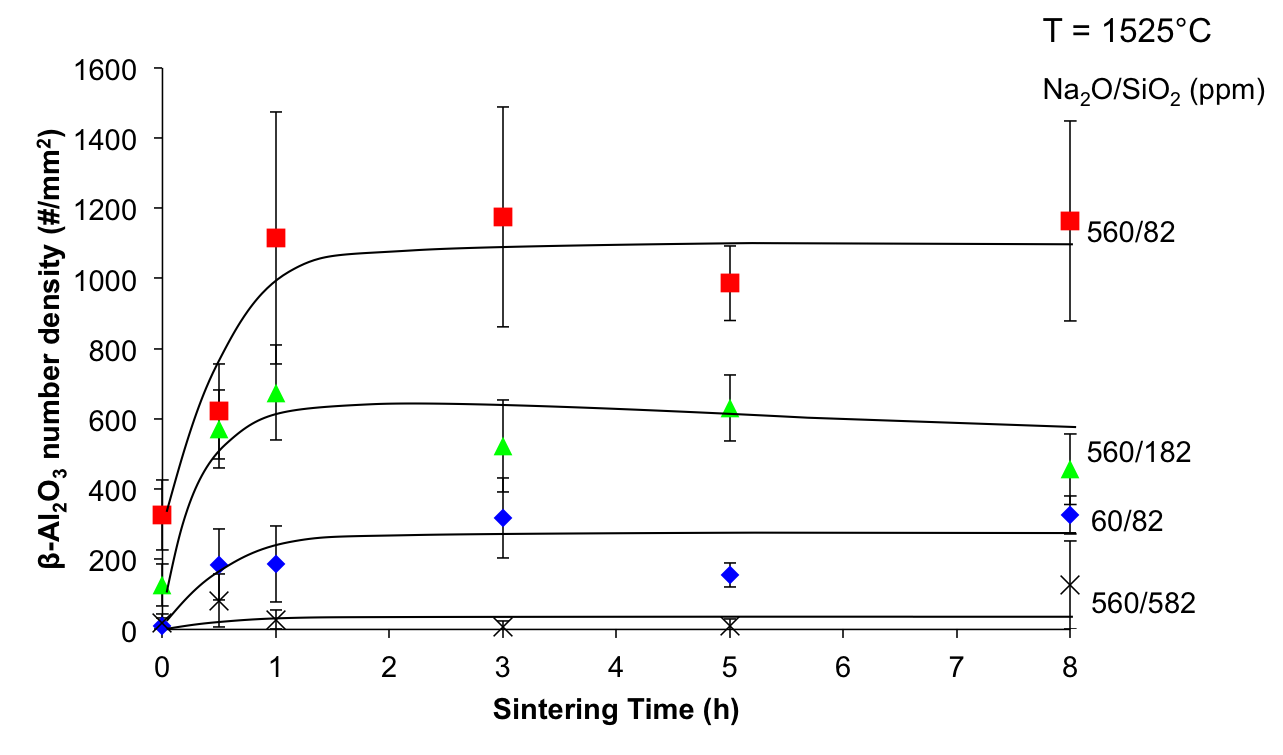 T = 1525°C
Na₂O/SiO₂ (ppm)
β-Al₂O₃ number density (#/mm²)
1600
1400
1200
1000
800
600
400
200
0
560/82
560/182
60/82
560/582
0 1 2 3 4 5 6 7 8
Sintering Time (h)